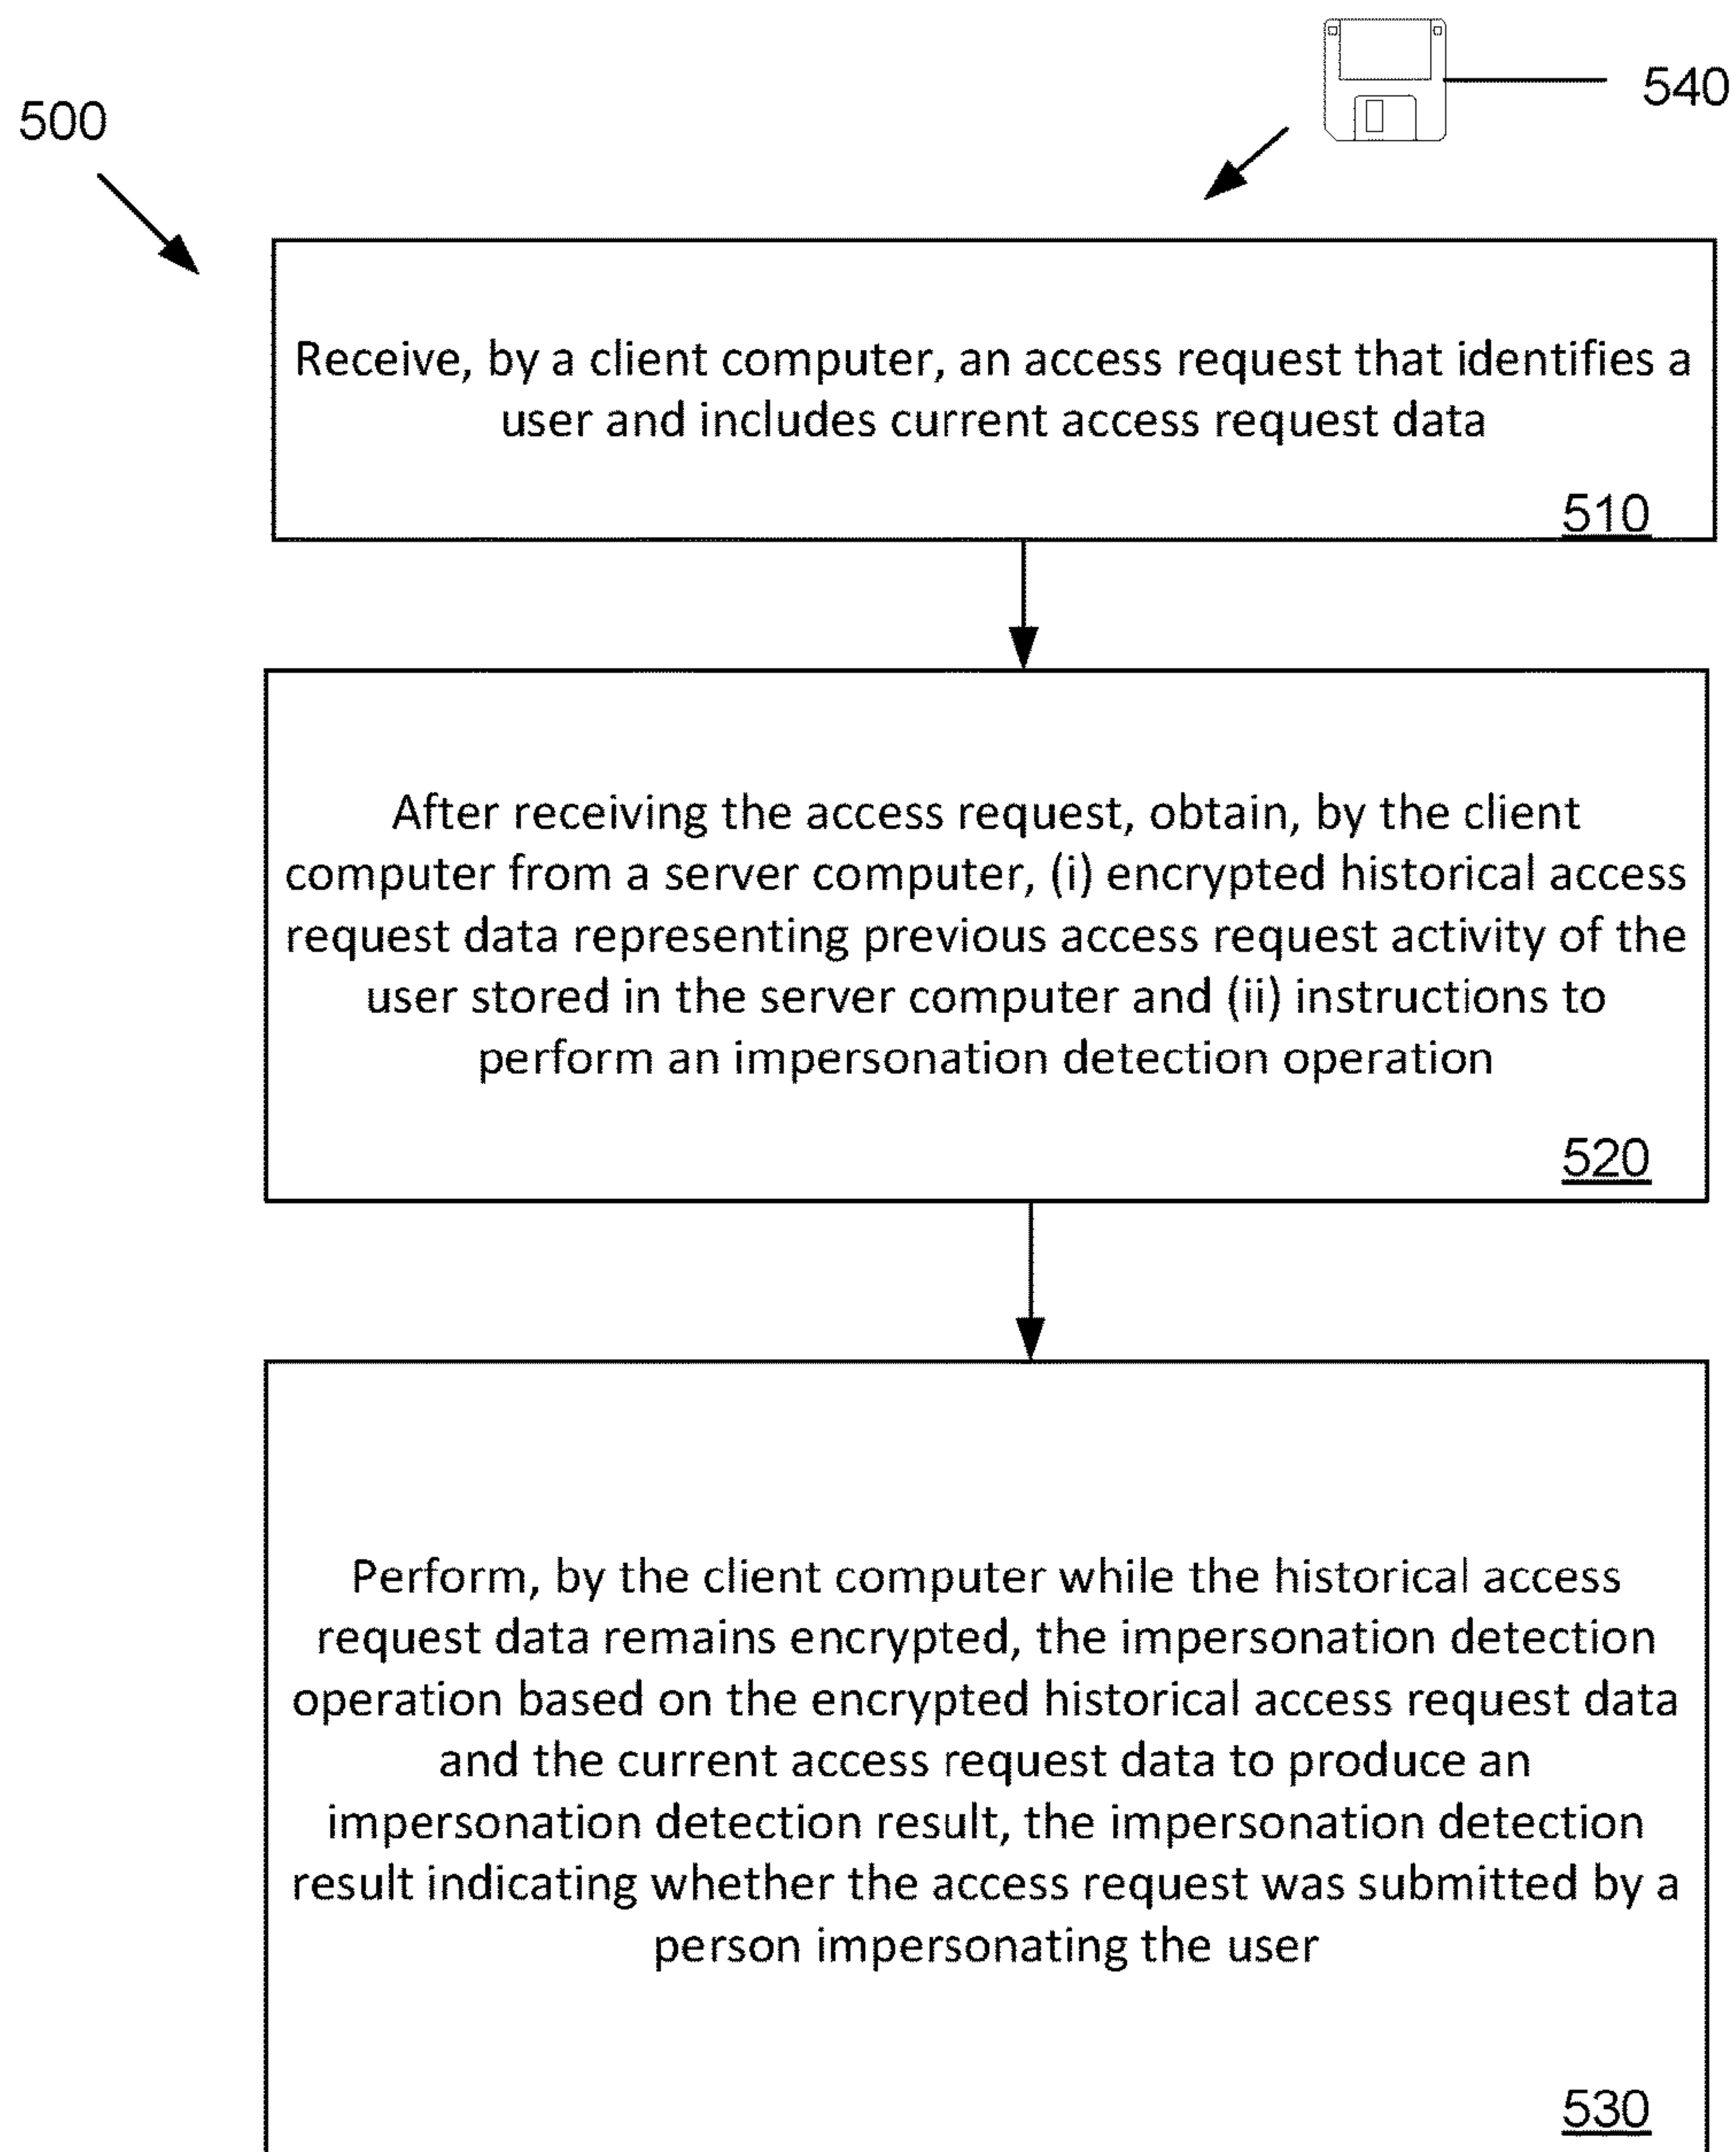 540
500
Receive, by a client computer, an access request that identifies a
user and includes current access request data
510
After receiving the access request, obtain, by the client
computer from a server computer, (i) encrypted historical access
request data representing previous access request activity of the
user stored in the server computer and (ii) instructions to
perform an impersonation detection operation
520
Perform, by the client computer while the historical access
request data remains encrypted, the impersonation detection
operation based on the encrypted historical access request data
and the current access request data to produce an
impersonation detection result, the impersonation detection
result indicating whether the access request was submitted by a
person impersonating the user
530